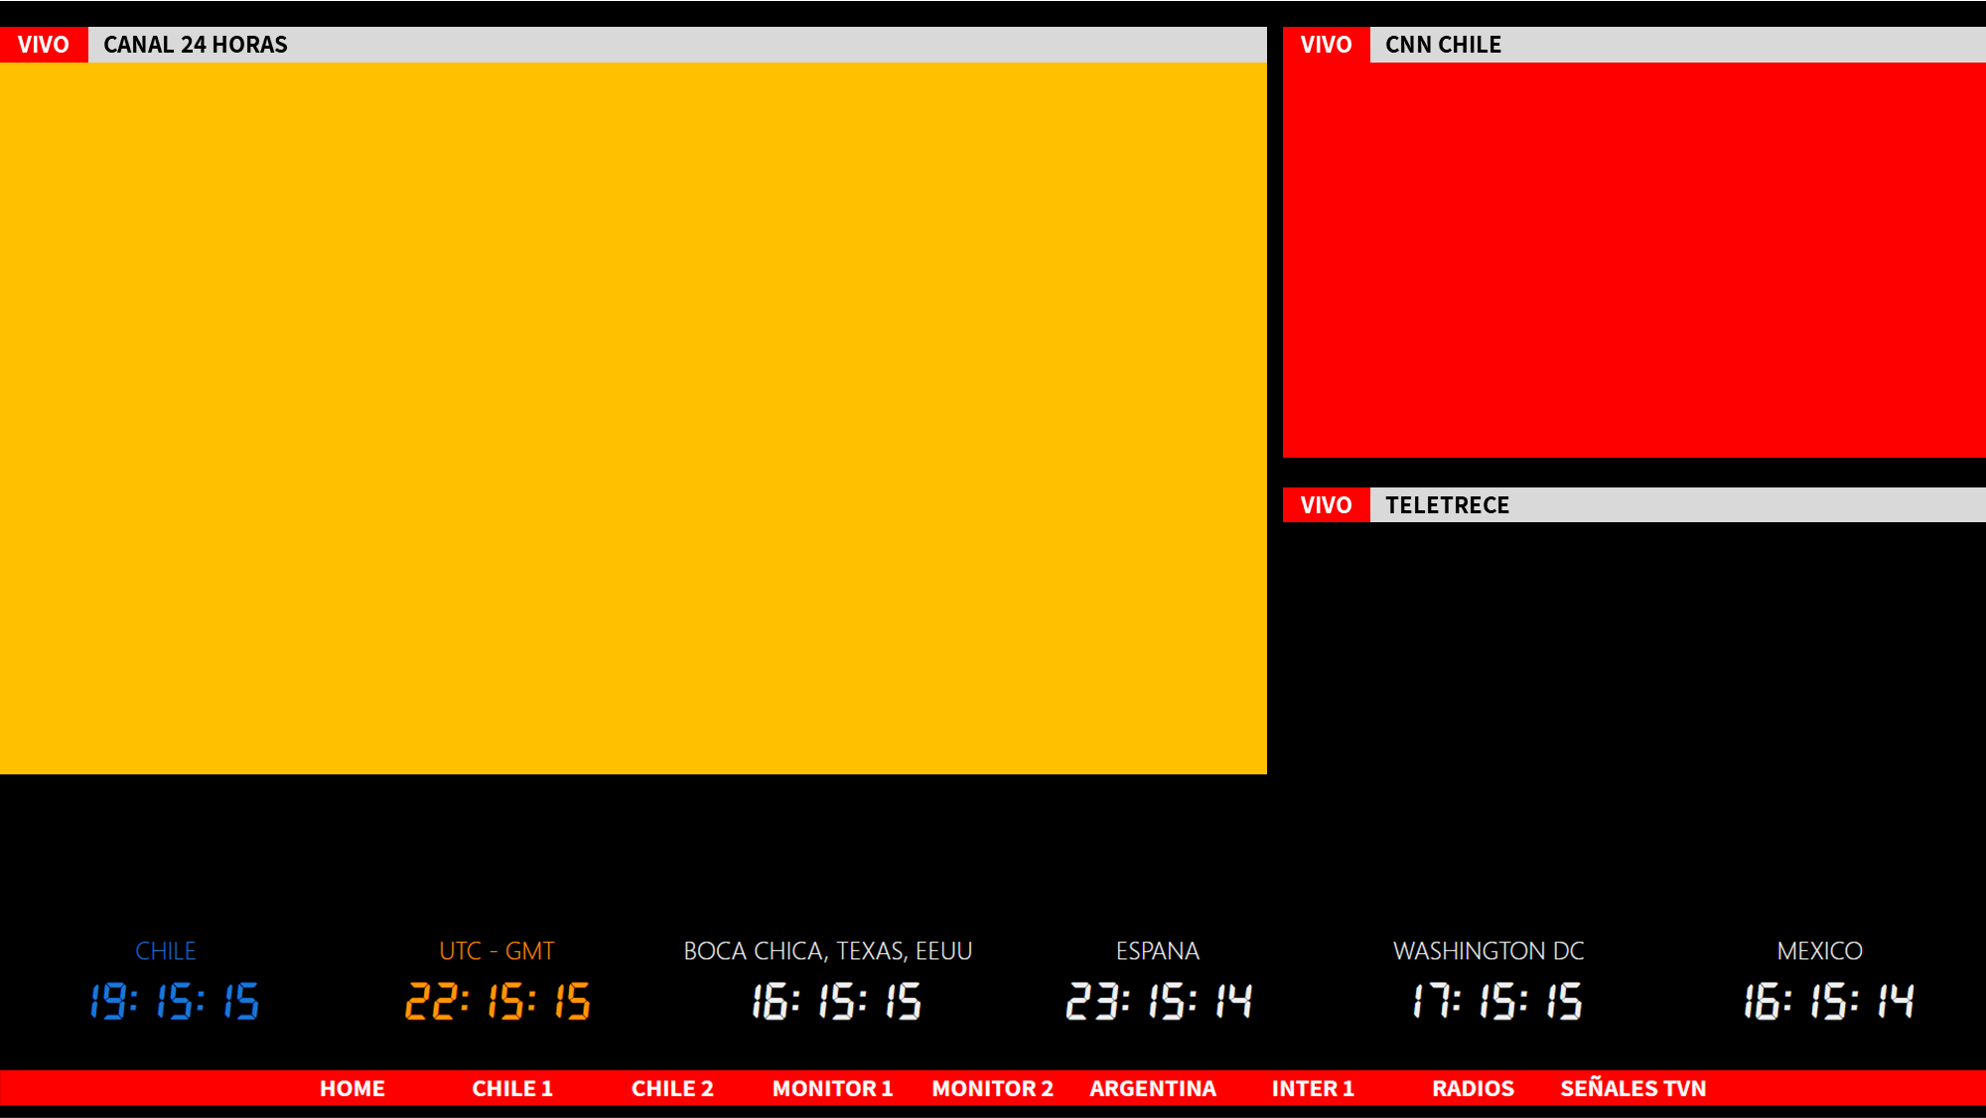 VIVO CANAL 24 HORAS
VIVO CNN CHILE
VIVO TELETRECE
CHILE
19:15:15
UTC - GMT
22:15:15
BOCA CHICA, TEXAS, EEUU
16:15:15
ESPANA
23:15:14
WASHINGTON DC
17:15:15
MEXICO
16:15:14
HOME CHILE 1 CHILE 2 MONITOR 1 MONITOR 2 ARGENTINA INTER 1 RADIOS SEÑALES TVN